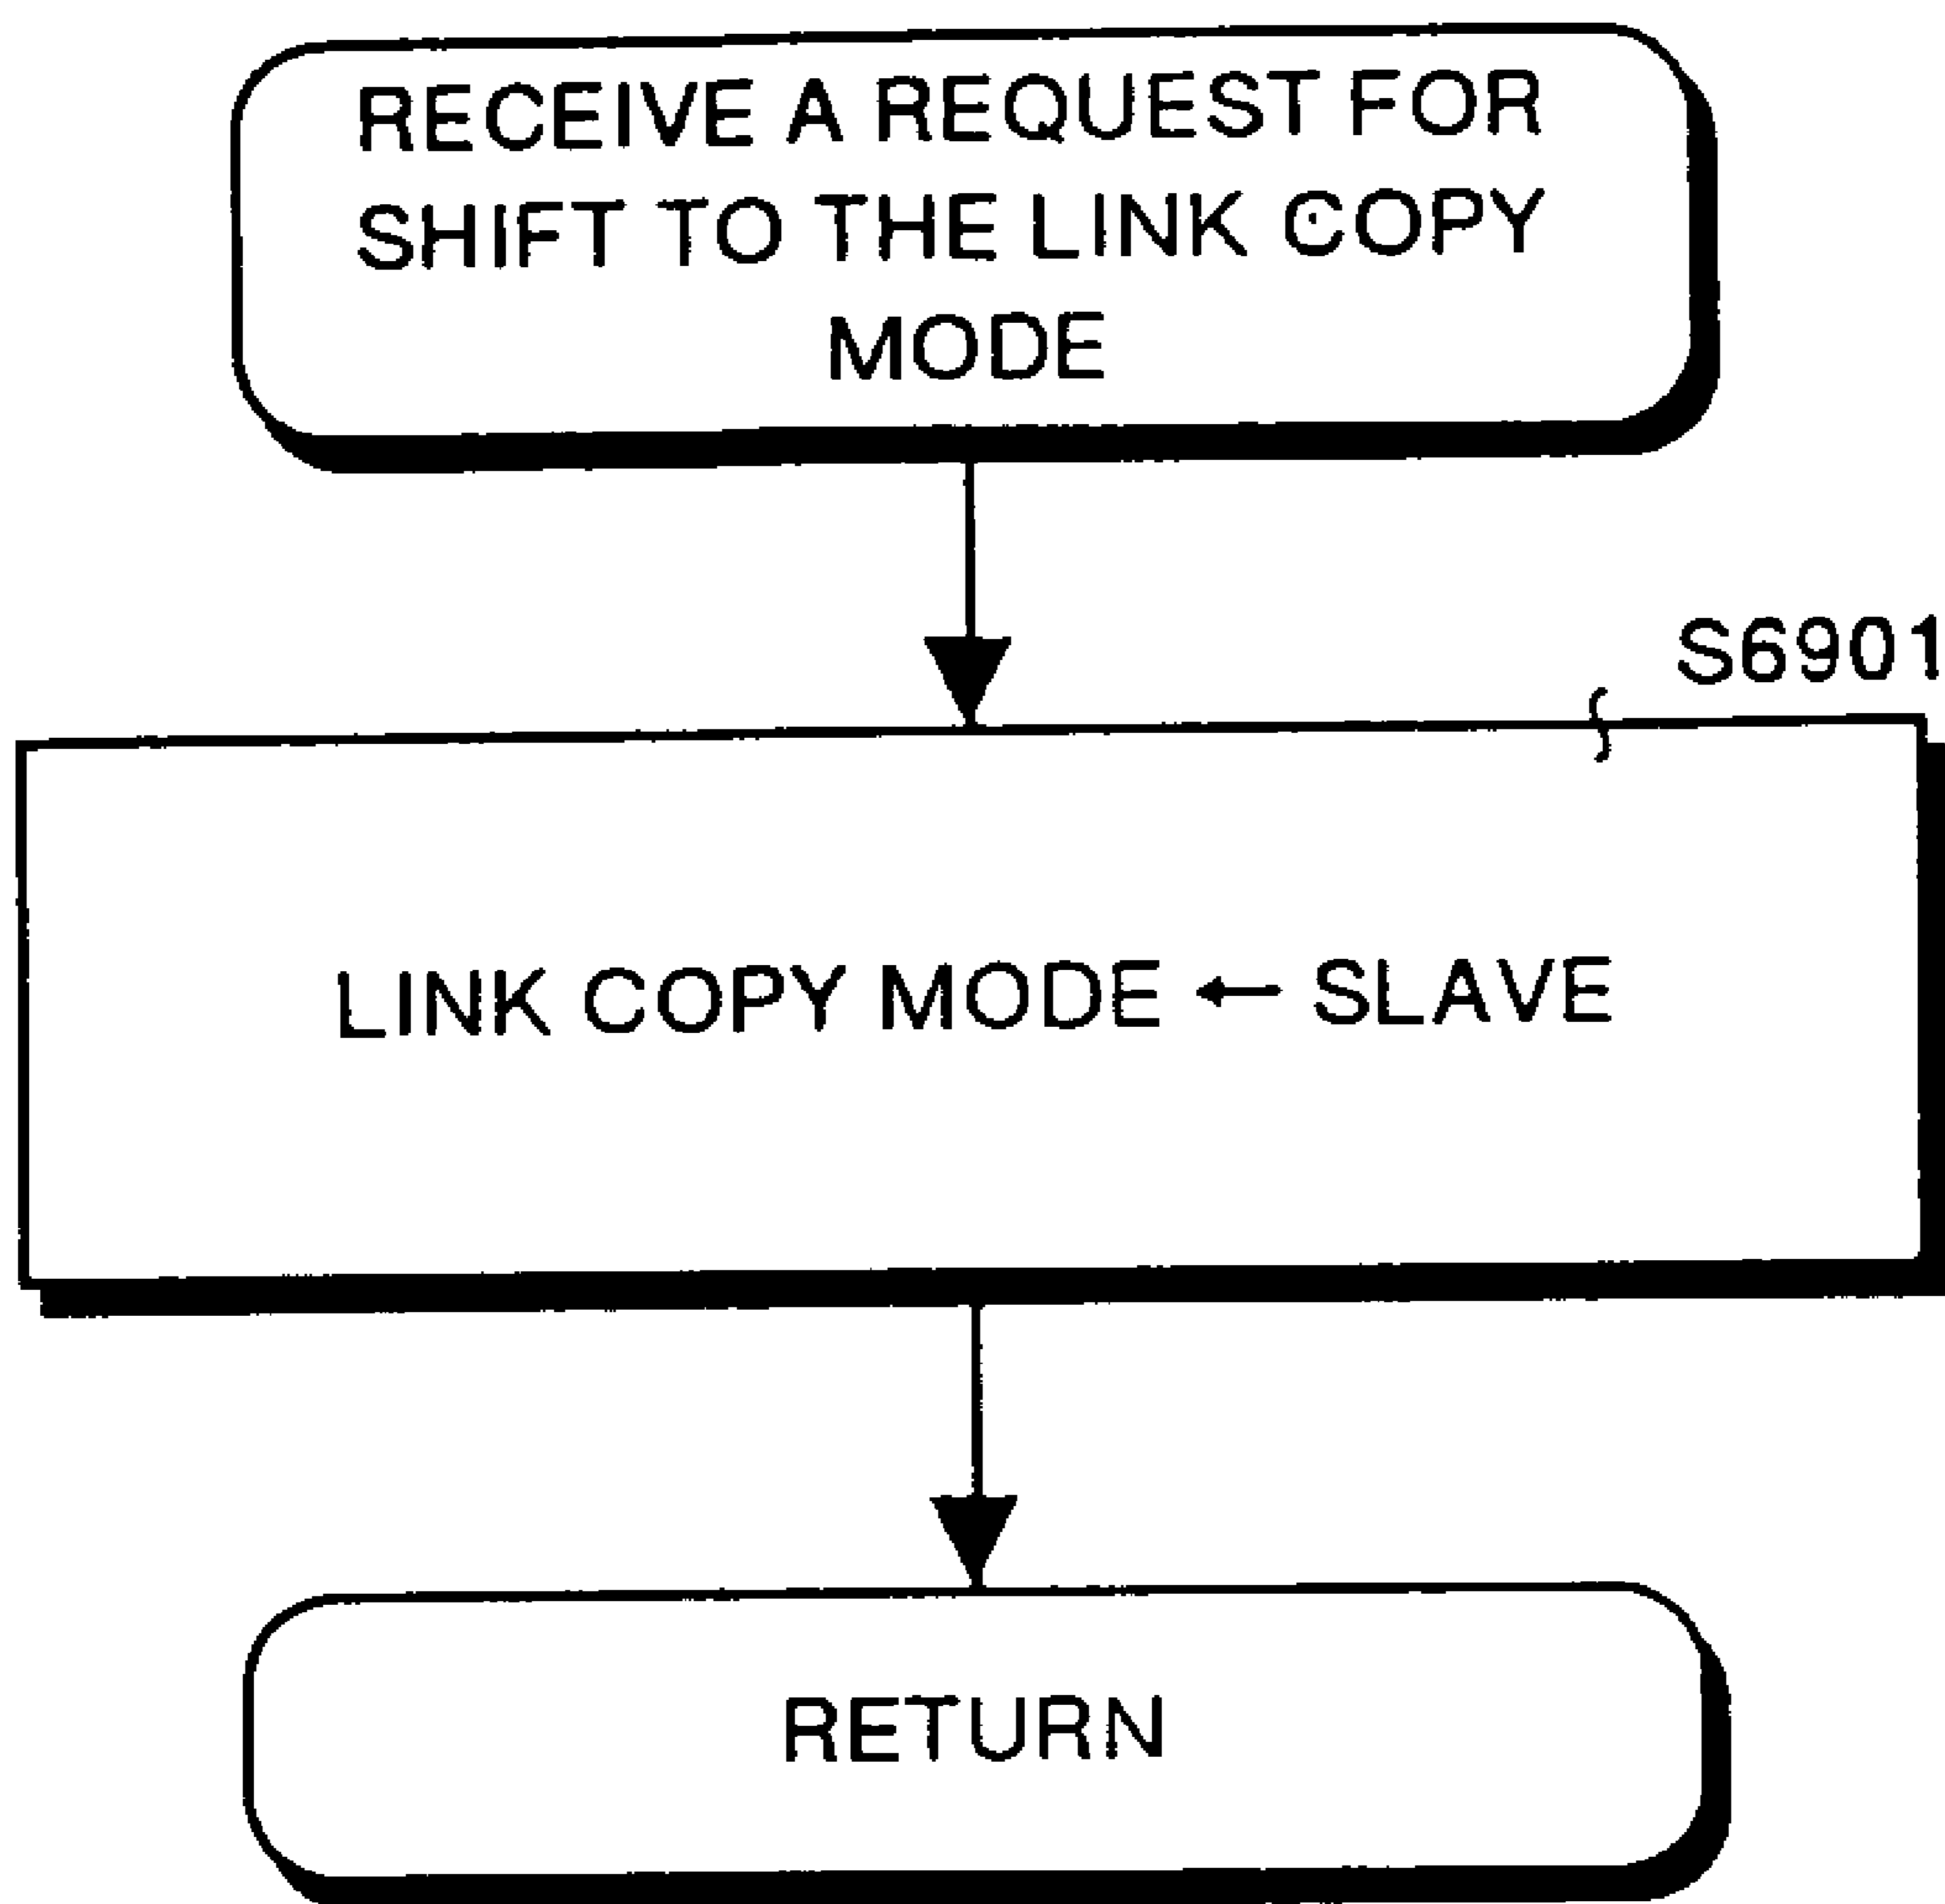 RECEIVE A REQUEST FOR
SHIFT TO THE LINK COPY
MODE
S6901
LINK COPY MODE ← SLAVE
RETURN